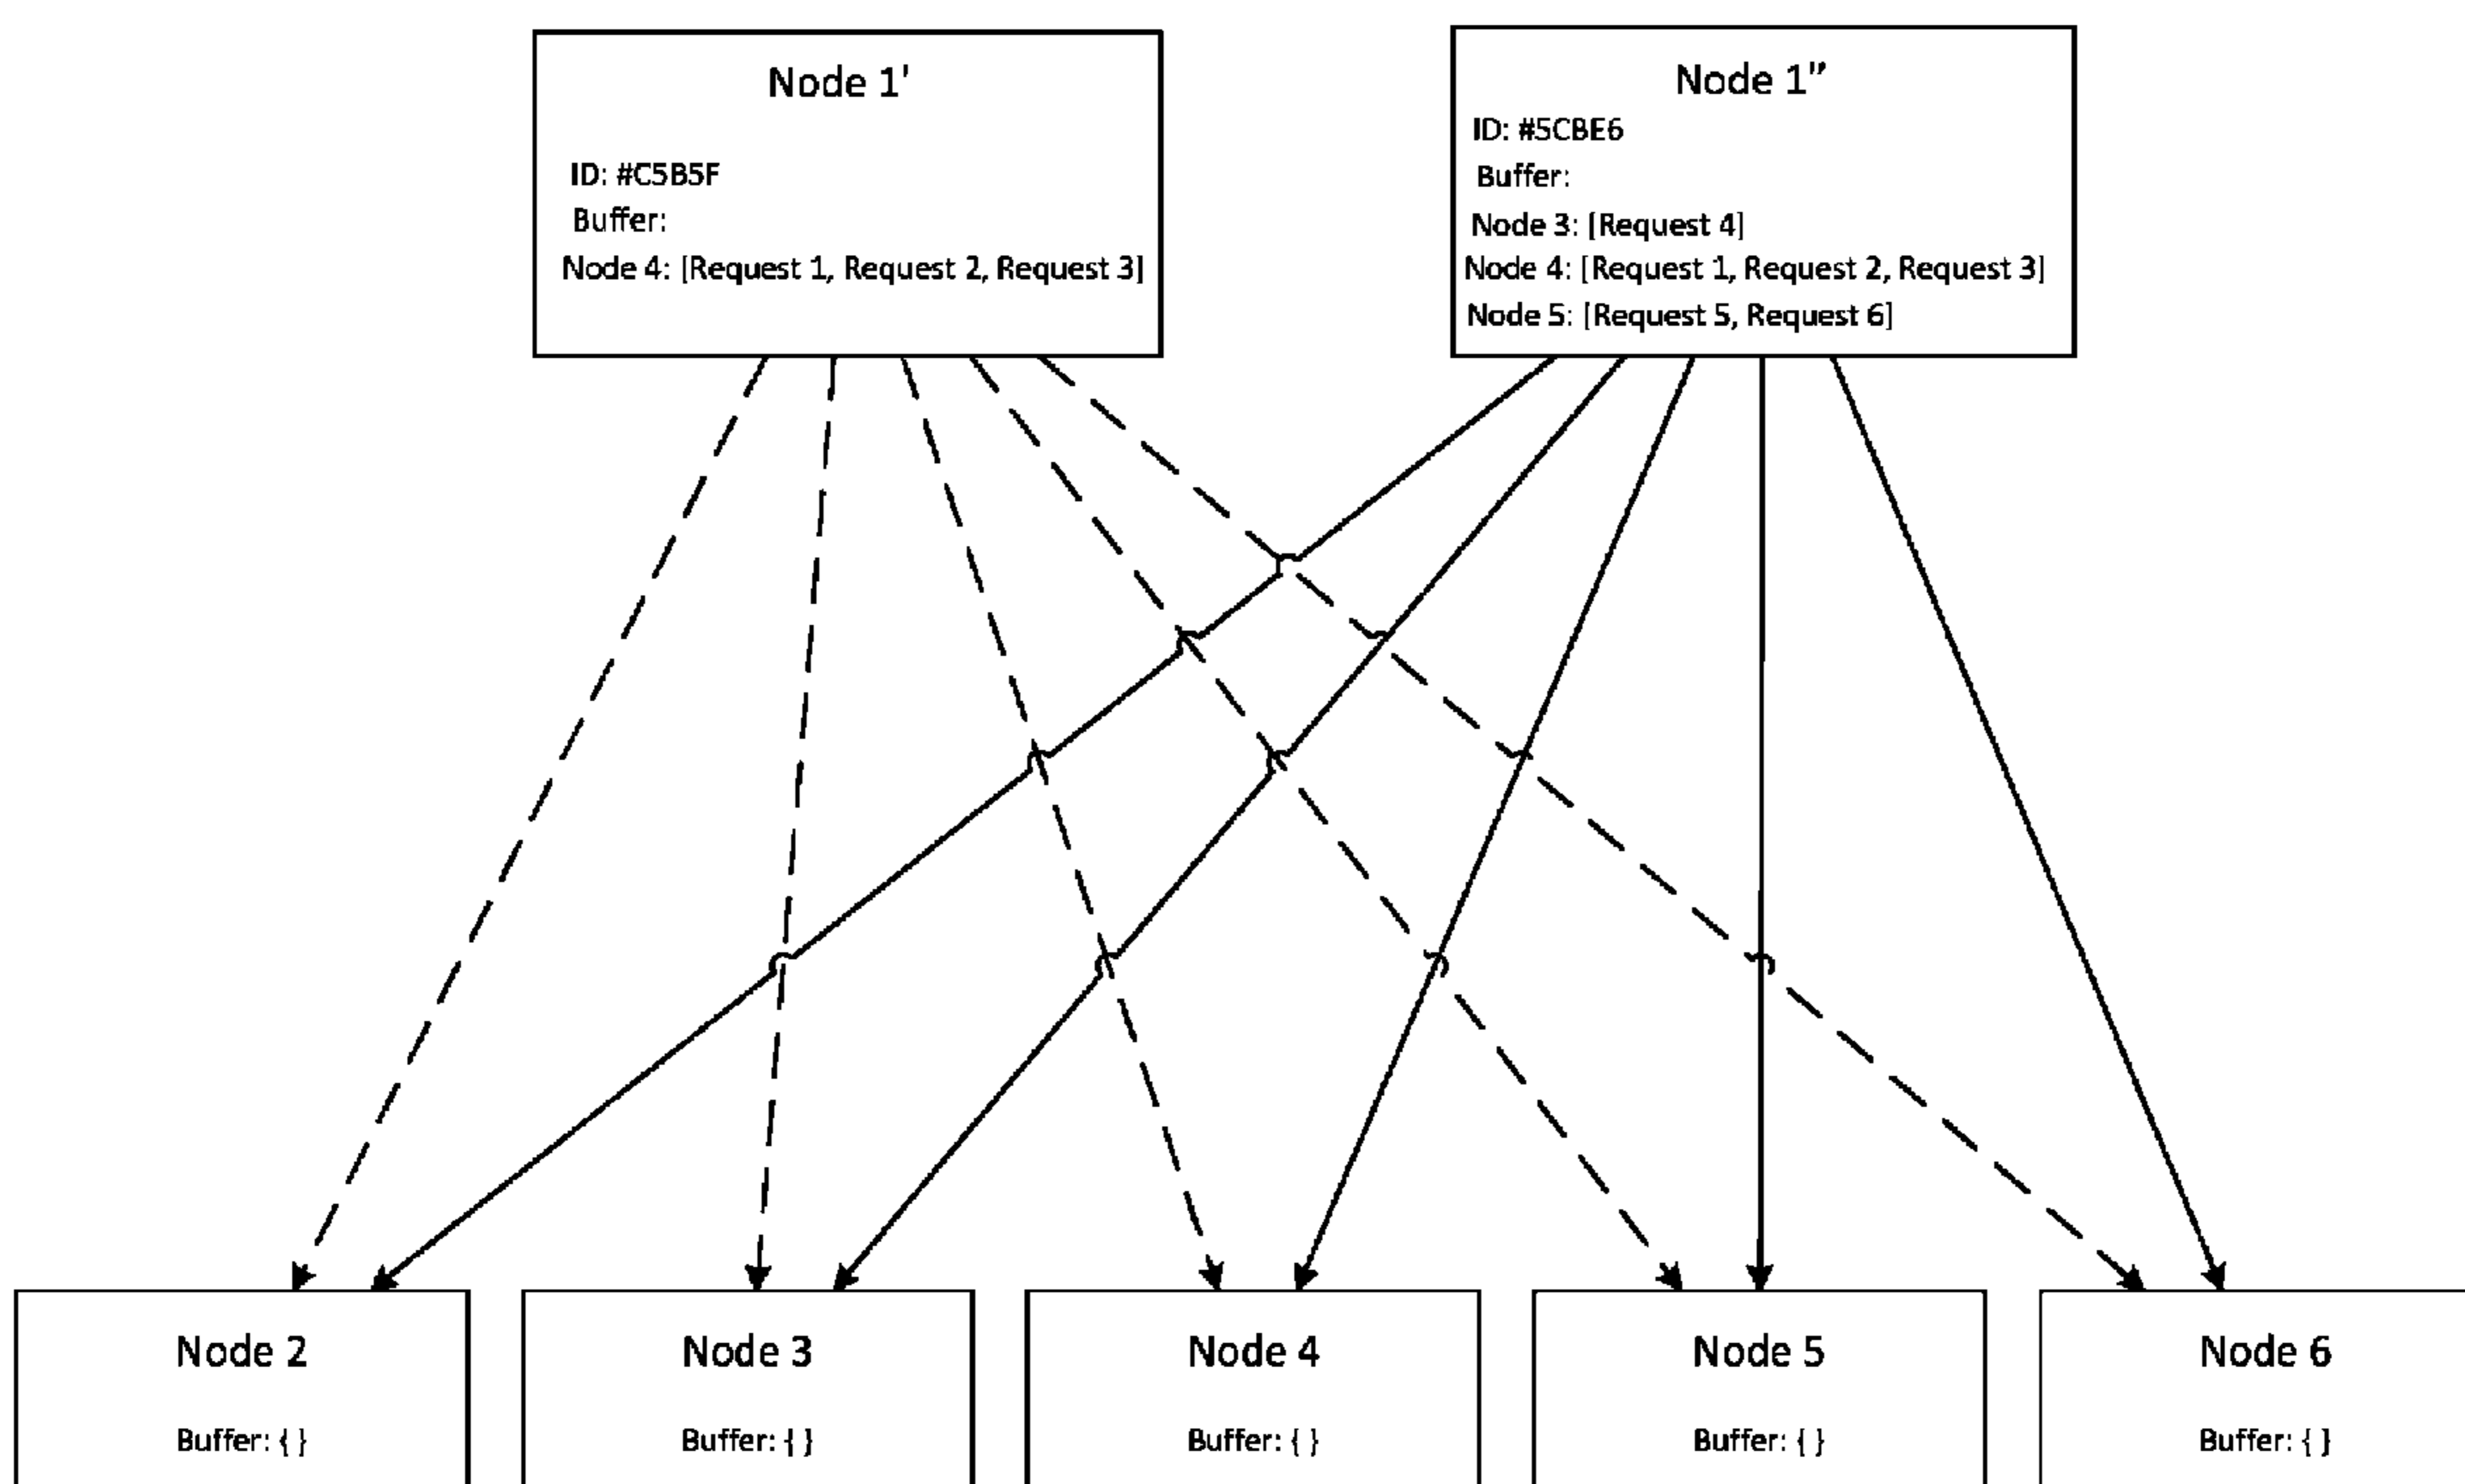 Node 1'
ID: #C5B5F
Buffer:
Node 4: [Request 1, Request 2, Request 3]
Node 1”
ID: #5CBE6
Buffer:
Node 3: [Request 4]
Node 4: [Request 1, Request 2, Request 3]
Node 5: [Request 5, Request 6]
Node 2
Buffer: { }
Node 3
Buffer: { }
Node 4
Buffer: { }
Node 5
Buffer: { }
Node 6
Buffer: { }